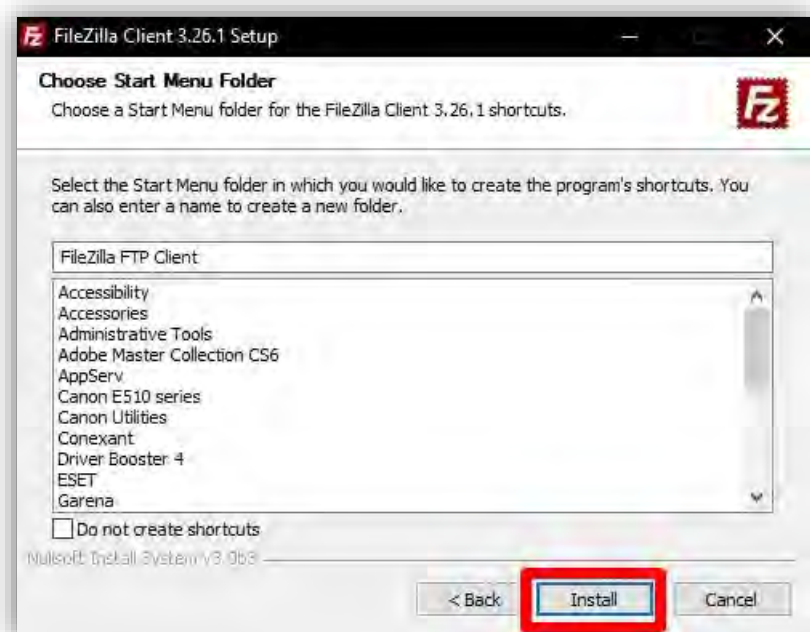 FileZilla Client 3.26.1 Setup
Choose Start Menu Folder
Choose a Start Menu folder for the FileZilla Client 3.26.1 shortcuts.
Fz
Select the Start Menu folder in which you would like to create the program's shortcuts. You
can also enter a name to create a new folder.
FileZilla FTP Client
Accessibility
Accessories
Administrative Tools
Adobe Master Collection CS6
AppServ
Canon E510 series
Canon Utilities
Conexant
Driver Booster 4
ESET
Garena
Do not create shortcuts
Nullsoft Install System v3.0b3
< Back
Install
Cancel